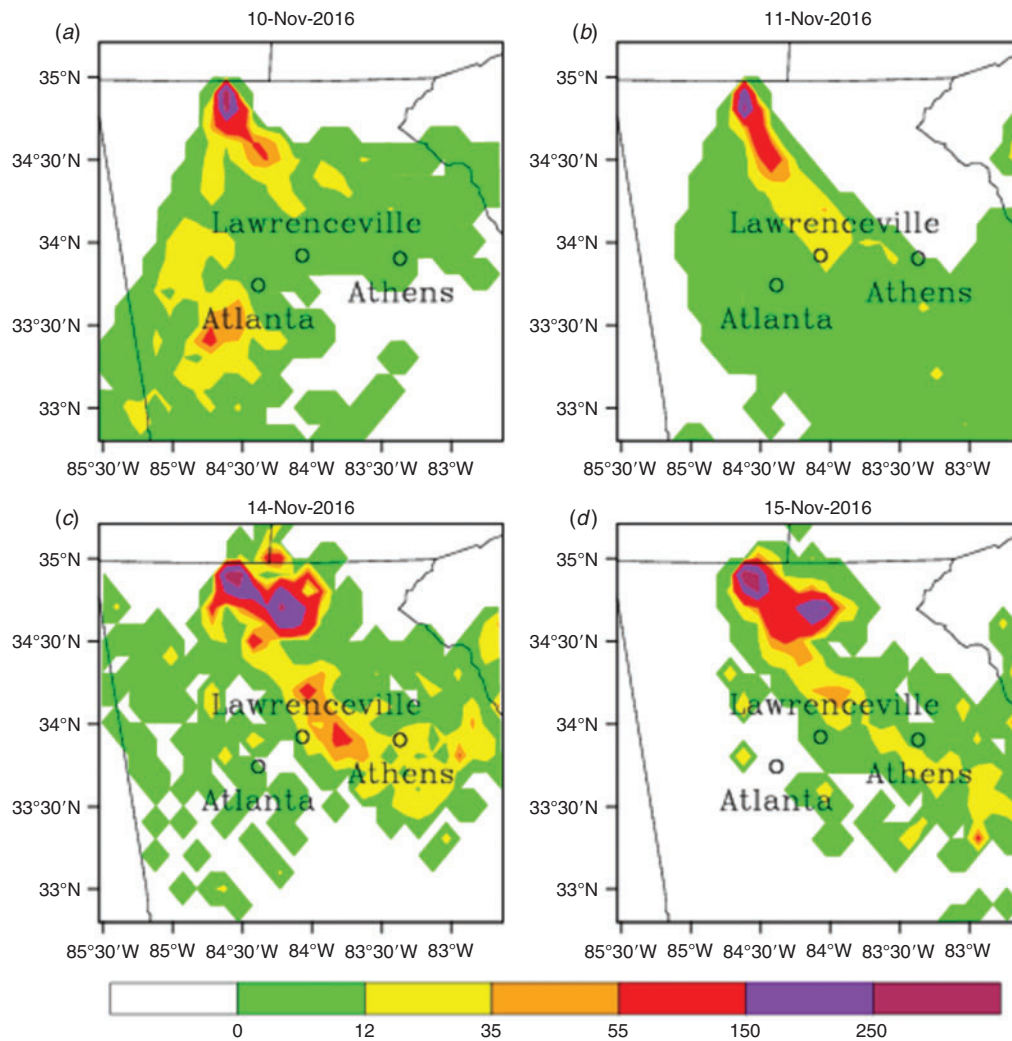 10-Nov-2016
11-Nov-2016
(a)
(b)
35°N
34°30′N
34°N
33°30′N
33°N
Lawrenceville
Atlanta
Athens
Lawrenceville
Atlanta
Athens
85°30′W 85°W 84°30′W 84°W 83°30′W 83°W
85°30′W 85°W 84°30′W 84°W 83°30′W 83°W
14-Nov-2016
15-Nov-2016
(c)
(d)
35°N
34°30′N
34°N
33°30′N
33°N
35°N
34°30′N
34°N
33°30′N
33°N
35°N
34°30′N
34°N
33°30′N
33°N
Lawrenceville
Atlanta
Athens
Lawrenceville
Atlanta
Athens
85°30′W 85°W 84°30′W 84°W 83°30′W 83°W
85°30′W 85°W 84°30′W 84°W 83°30′W 83°W
0 12 35 55 150 250